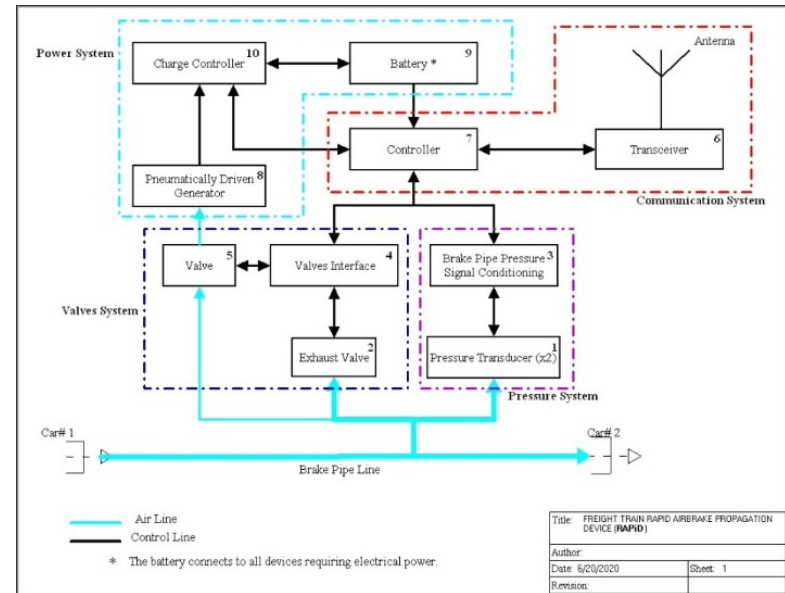 Power System
10
Charge Controller
9
Battery *
Antenna
7
Controller
6
Transceiver
Communication System
8
Pneumatically Driven
Generator
5
Valve
4
Valves Interface
3
Brake Pipe Pressure
Signal Conditioning
Valves System
2
Exhaust Valve
1
Pressure Transducer (x2)
Pressure System
Car# 1
Car# 2
Brake Pipe Line
Air Line
Control Line
* The battery connects to all devices requiring electrical power.
Title: FREIGHT TRAIN RAPID AIRBRAKE PROPAGATION
DEVICE (RAPiD)
Author:
Date: 6/20/2020 Sheet: 1
Revision: